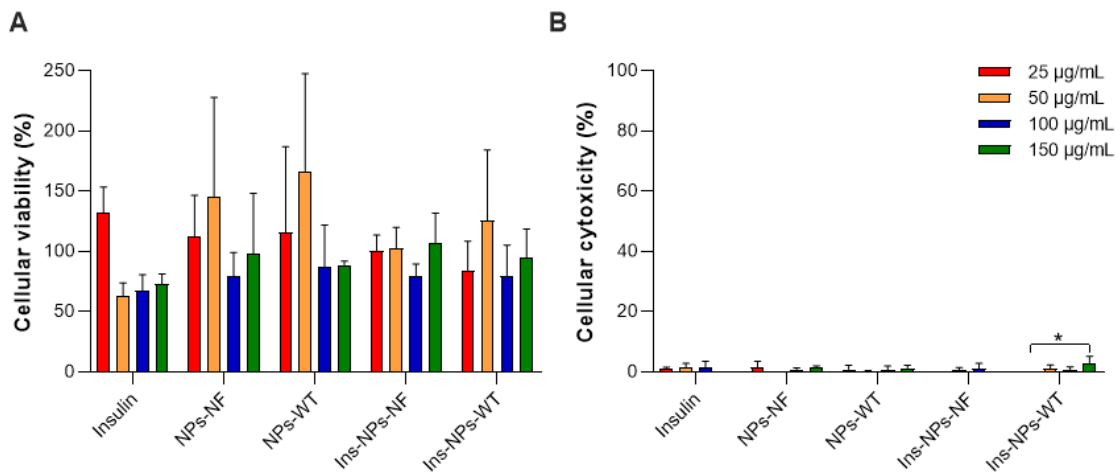 A
Cellular viability (%)
250
200
150
100
50
0
Insulin
NPs-NF
NPs-WT
Ins-NPs-NF
Ins-NPs-WT
B
Cellular cytoxicity (%)
100
80
60
40
20
0
25 µg/mL
50 µg/mL
100 µg/mL
150 µg/mL
*
Insulin
NPs-NF
NPs-WT
Ins-NPs-NF
Ins-NPs-WT